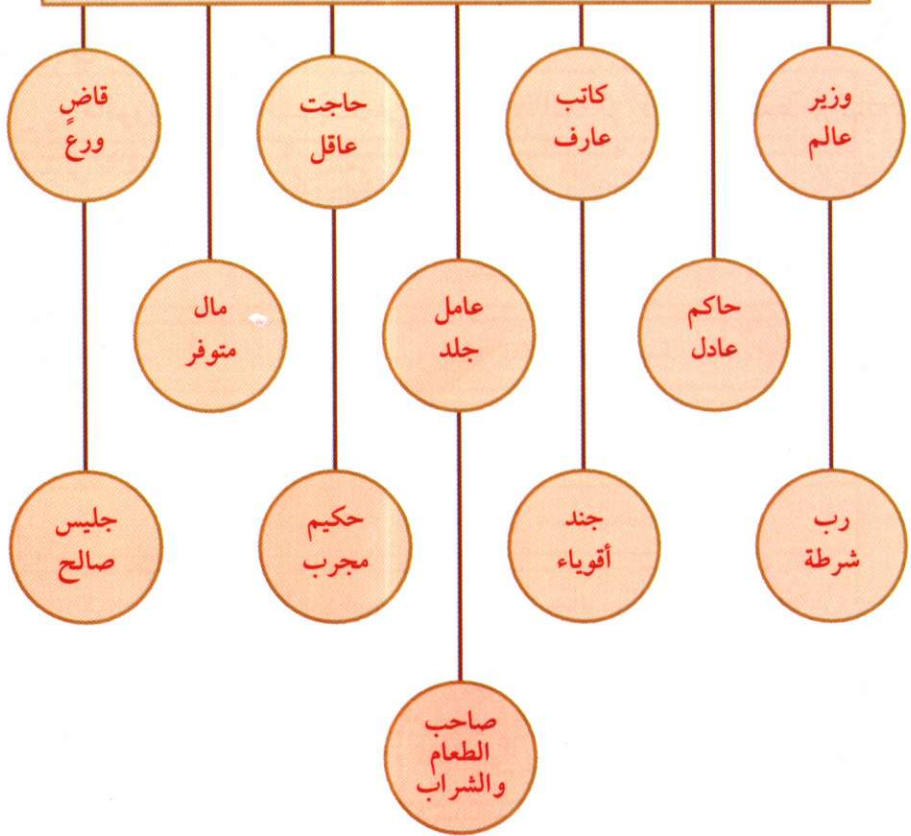 وزير
عالم
كاتب
عارف
حاجت
عاقل
قاضٍ
ورعٍ
حاكم
عادل
عامل
جلد
مال
متوفر
رب
شرطة
جند
أقوياء
حكيم
مجرب
جليس
صالح
صاحب
الطعام
والشراب